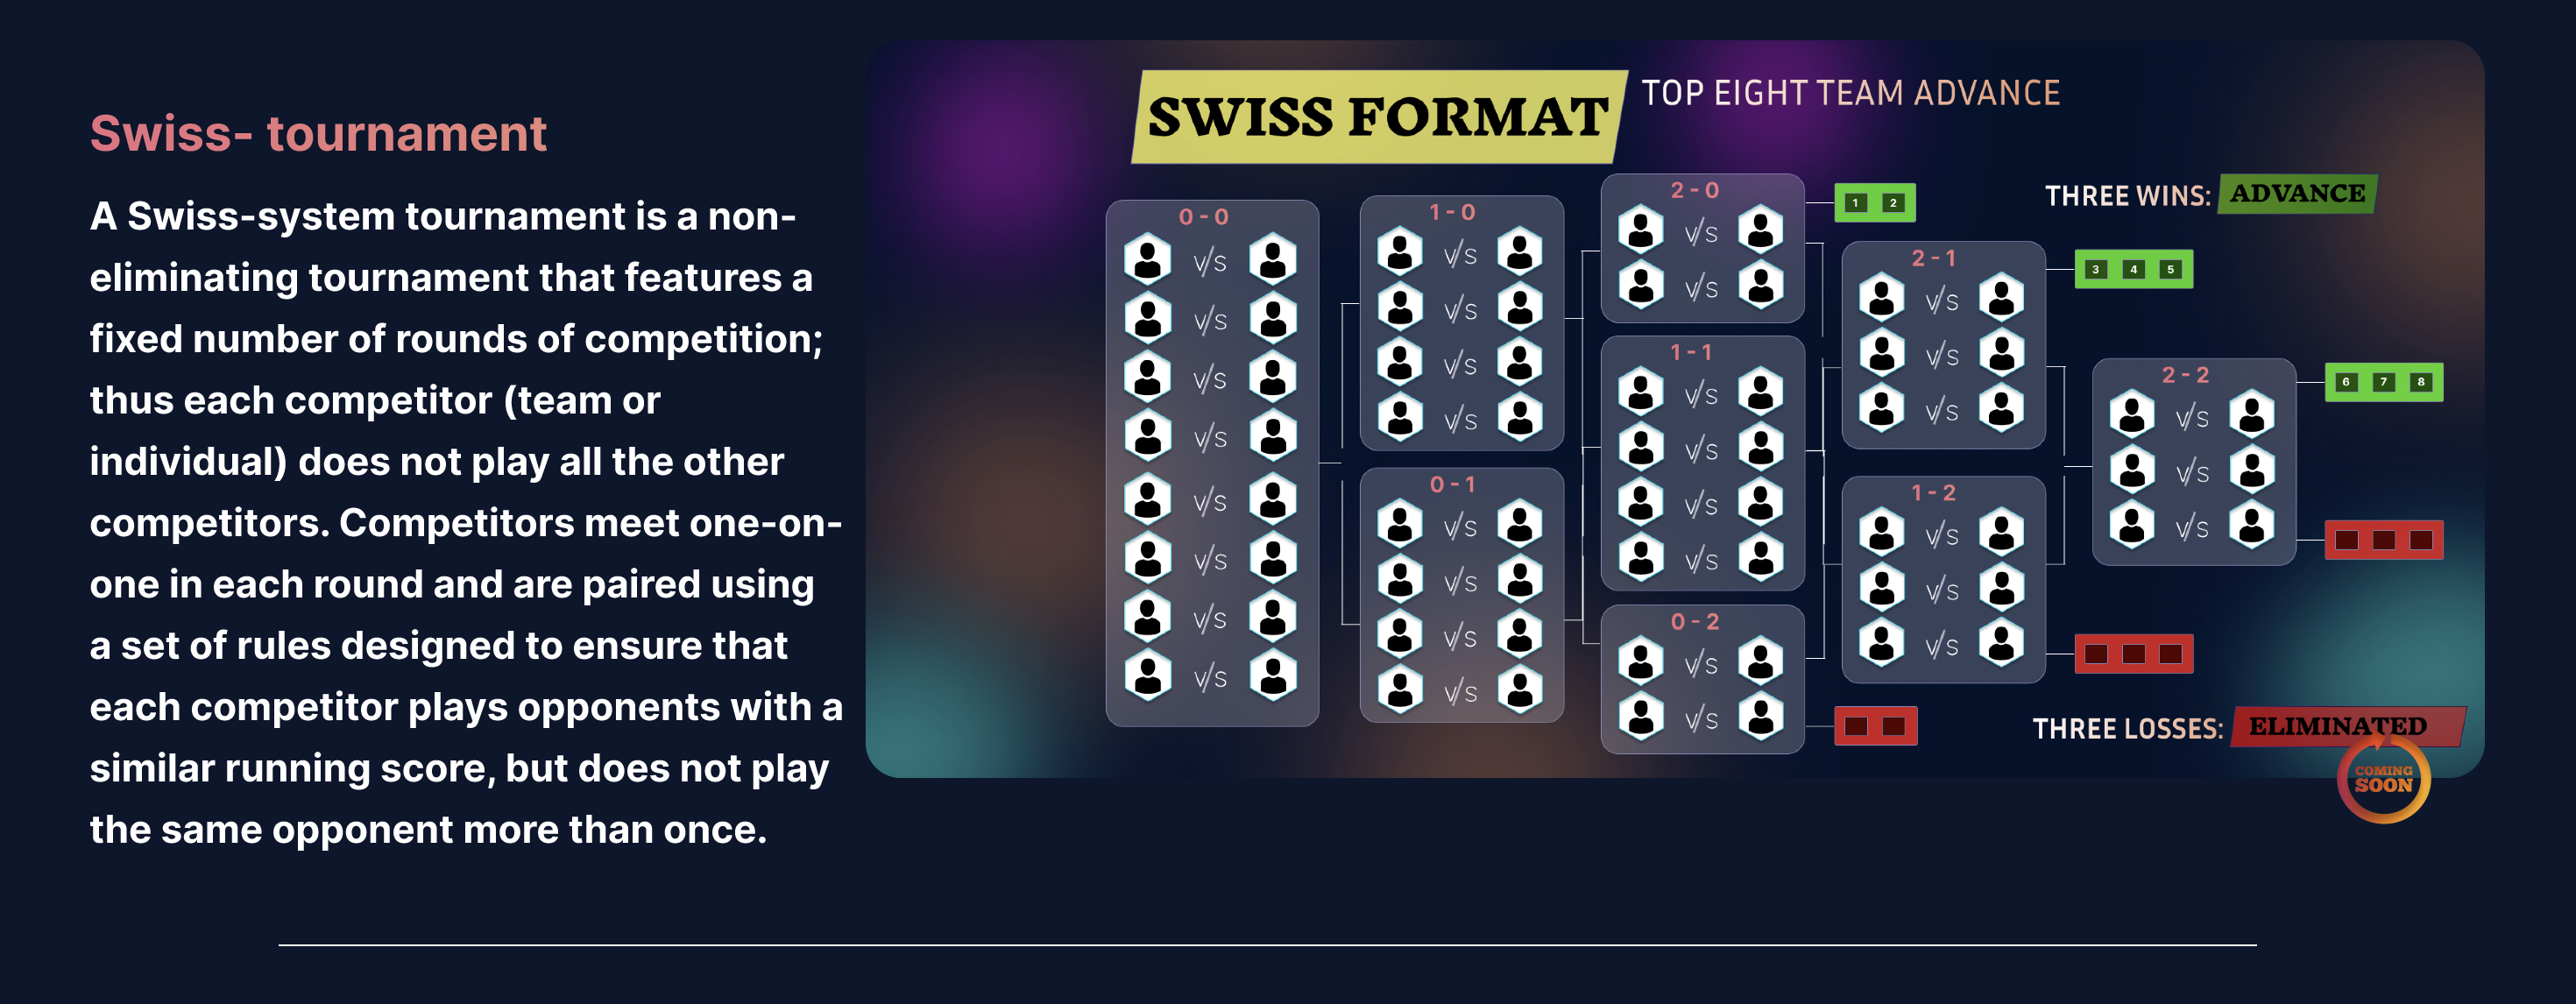 Swiss- tournament
A Swiss-system tournament is a non-
eliminating tournament that features a
fixed number of rounds of competition;
thus each competitor (team or
individual) does not play all the other
competitors. Competitors meet one-on-
one in each round and are paired using
a set of rules designed to ensure that
each competitor plays opponents with a
similar running score, but does not play
the same opponent more than once.
SWISS FORMAT
TOP EIGHT TEAM ADVANCE
THREE WINS: ADVANCE
0 - 0
V/S
V/S
V/S
V/S
V/S
V/S
V/S
V/S
1 - 0
V/S
V/S
V/S
V/S
0 - 1
V/S
V/S
V/S
V/S
2 - 0
V/S
V/S
1 2
1 - 1
V/S
V/S
V/S
V/S
0 - 2
V/S
V/S
2 - 1
V/S
V/S
V/S
3 4 5
1 - 2
V/S
V/S
V/S
2 - 2
V/S
V/S
V/S
6 7 8
THREE LOSSES: ELIMINATED
COMING
SOON